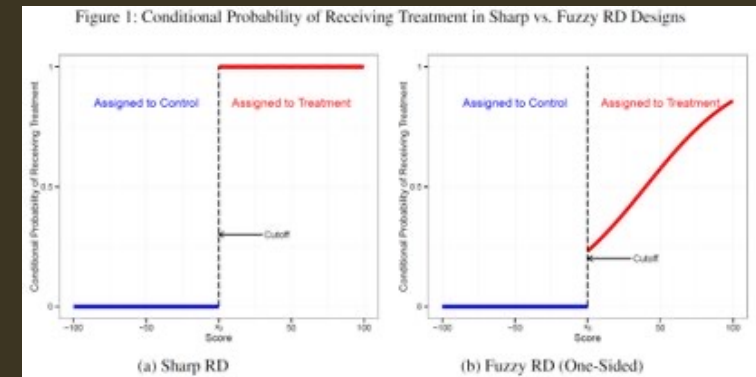 Figure 1: Conditional Probability of Receiving Treatment in Sharp vs. Fuzzy RD Designs
Conditional Probability of Receiving Treatment
1
0.5
0
Assigned to Control
Assigned to Treatment
Cutoff
-100
-50
50
100
Score
(a) Sharp RD
Conditional Probability of Receiving Treatment
1
0.5
0
Assigned to Control
Assigned to Treatment
Cutoff
-100
-50
50
100
Score
(b) Fuzzy RD (One-Sided)